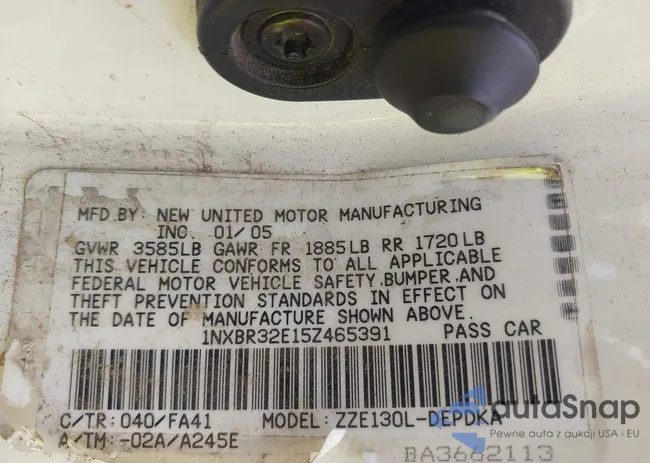 MFD BY: NEW UNITED MOTOR MANUFACTURING
INC. 01/05
GVWR 3585LB GAWR FR 1885LB RR 1720LB
THIS VEHICLE CONFORMS TO ALL APPLICABLE
FEDERAL MOTOR VEHICLE SAFETY,BUMPER,AND
THEFT PREVENTION STANDARDS IN EFFECT ON
THE DATE OF MANUFACTURE SHOWN ABOVE.
1NXBR32E15Z465391 PASS CAR
C/TR:040/FA41 MODEL: ZZE130L-DEPDKA
A/TM:-02A/A245E
autoSnap
Pewne auta z aukcji USA i EU
BA3682113